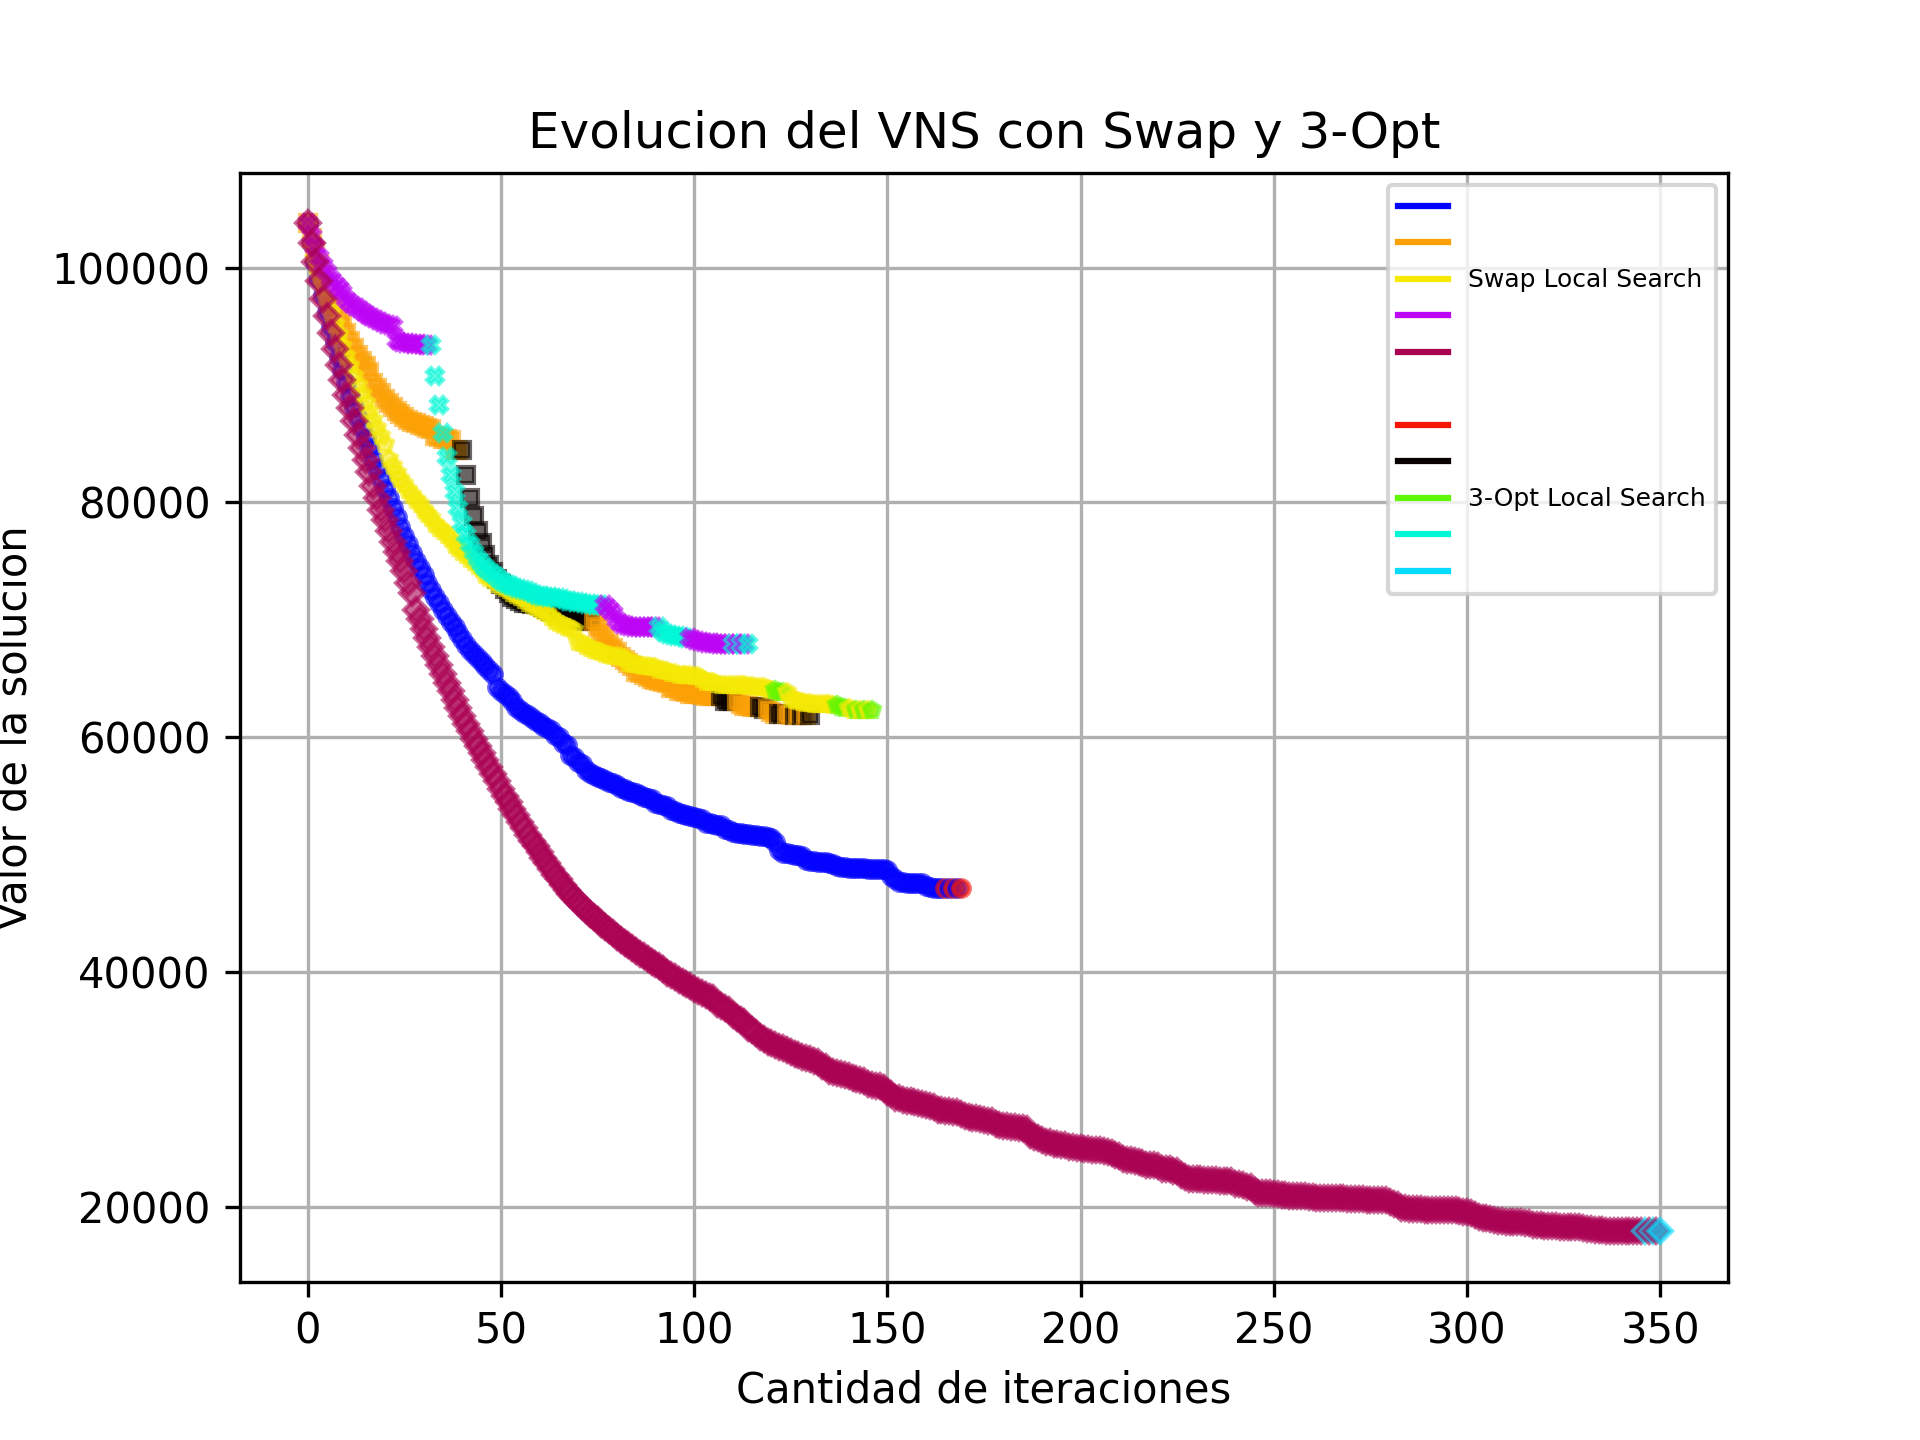 Evolucion del VNS con Swap y 3-Opt
100000
80000
60000
40000
20000
Valor de la solucion
Swap Local Search
3-Opt Local Search
0 50 100 150 200 250 300 350
Cantidad de iteraciones